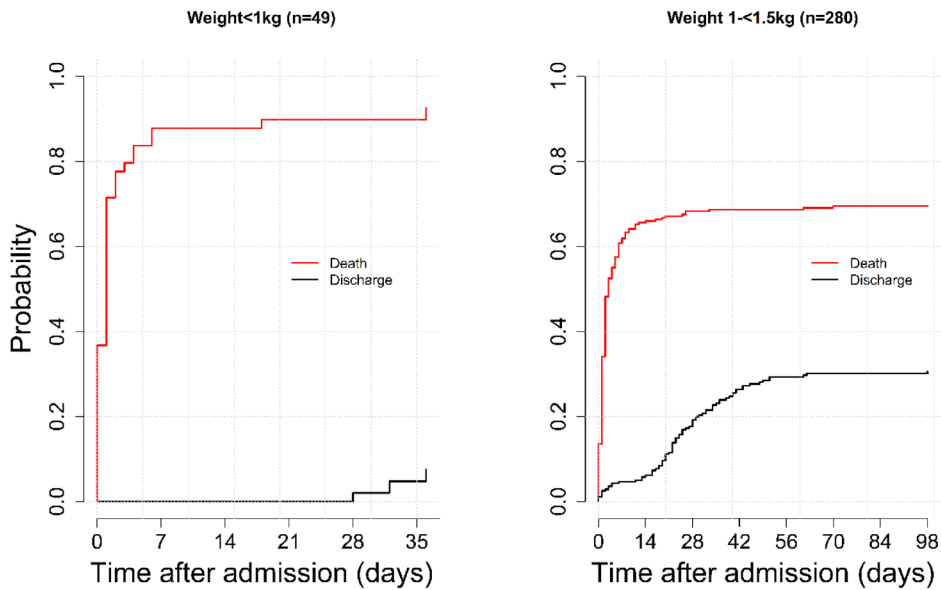 Weight<1kg (n=49)
Probability
1.0
0.8
0.6
0.4
0.2
0.0
Death
Discharge
0 7 14 21 28 35
Time after admission (days)
Weight 1-<1.5kg (n=280)
1.0
0.8
0.6
0.4
0.2
0.0
Death
Discharge
0 14 28 42 56 70 84 98
Time after admission (days)